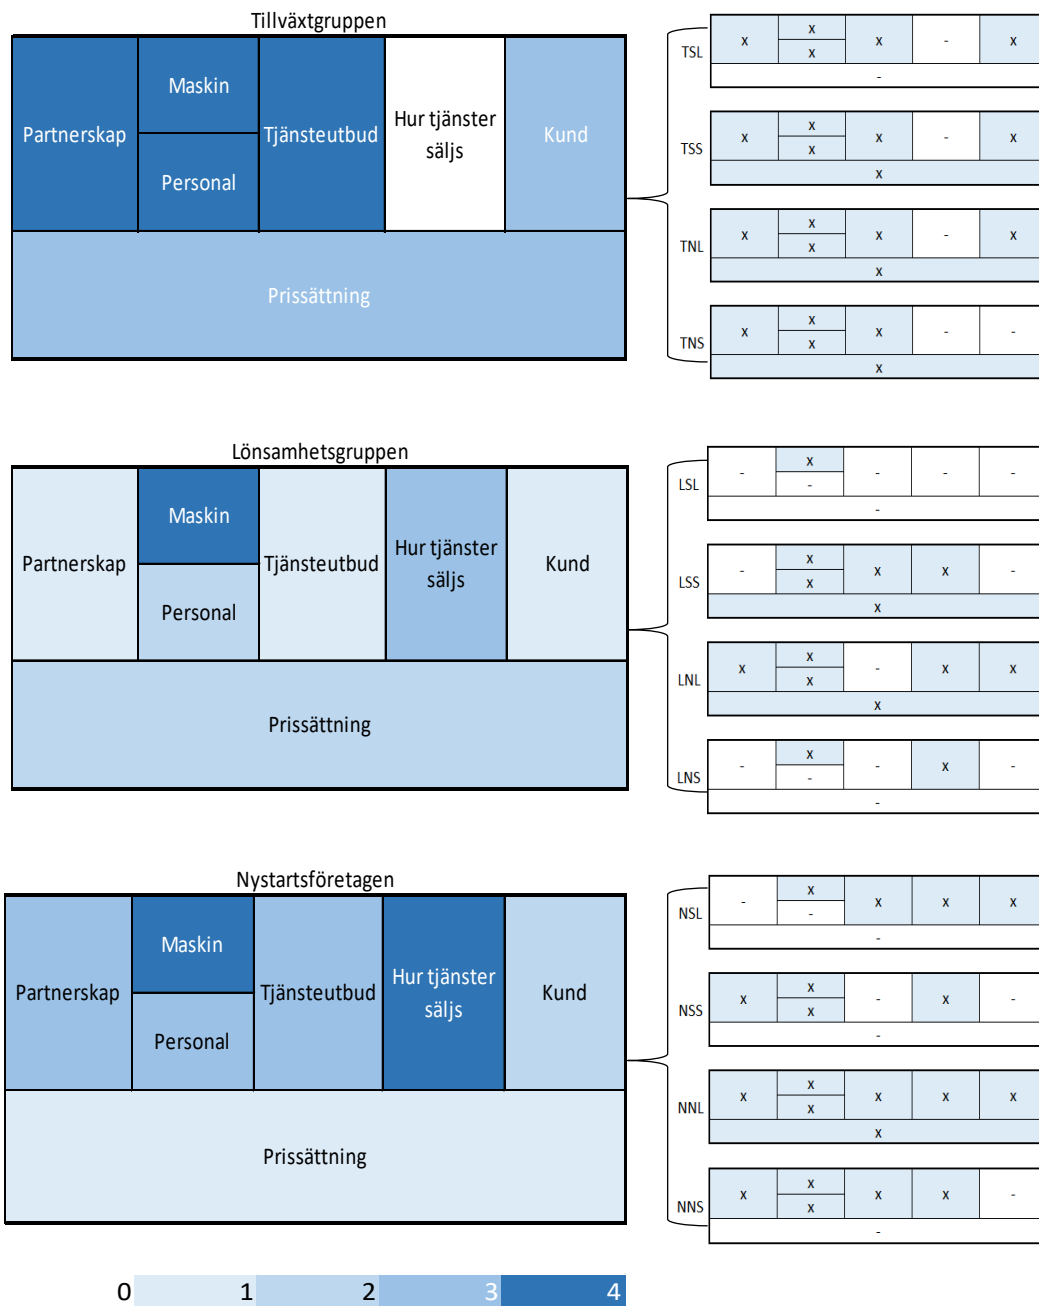 Tillväxtgruppen
Partnerskap
Maskin
Personal
Tjänsteutbud
Hur tjänster
säljs
Kund
Prissättning
TSL
x
x
x
x
-
x
-
TSS
x
x
x
x
-
x
x
TNL
x
x
x
x
-
x
x
TNS
x
x
x
x
-
-
x
Lönsamhetsgruppen
Partnerskap
Maskin
Personal
Tjänsteutbud
Hur tjänster
säljs
Kund
Prissättning
LSL
-
x
-
-
-
-
-
LSS
-
x
x
x
x
-
x
LNL
x
x
x
-
x
x
x
LNS
-
x
-
-
x
-
-
Nystartsföretagen
Partnerskap
Maskin
Personal
Tjänsteutbud
Hur tjänster
säljs
Kund
Prissättning
NSL
-
x
-
x
x
x
-
NSS
x
x
x
-
x
-
-
NNL
x
x
x
x
x
x
x
NNS
x
x
x
x
x
-
-
0 1 2 3 4